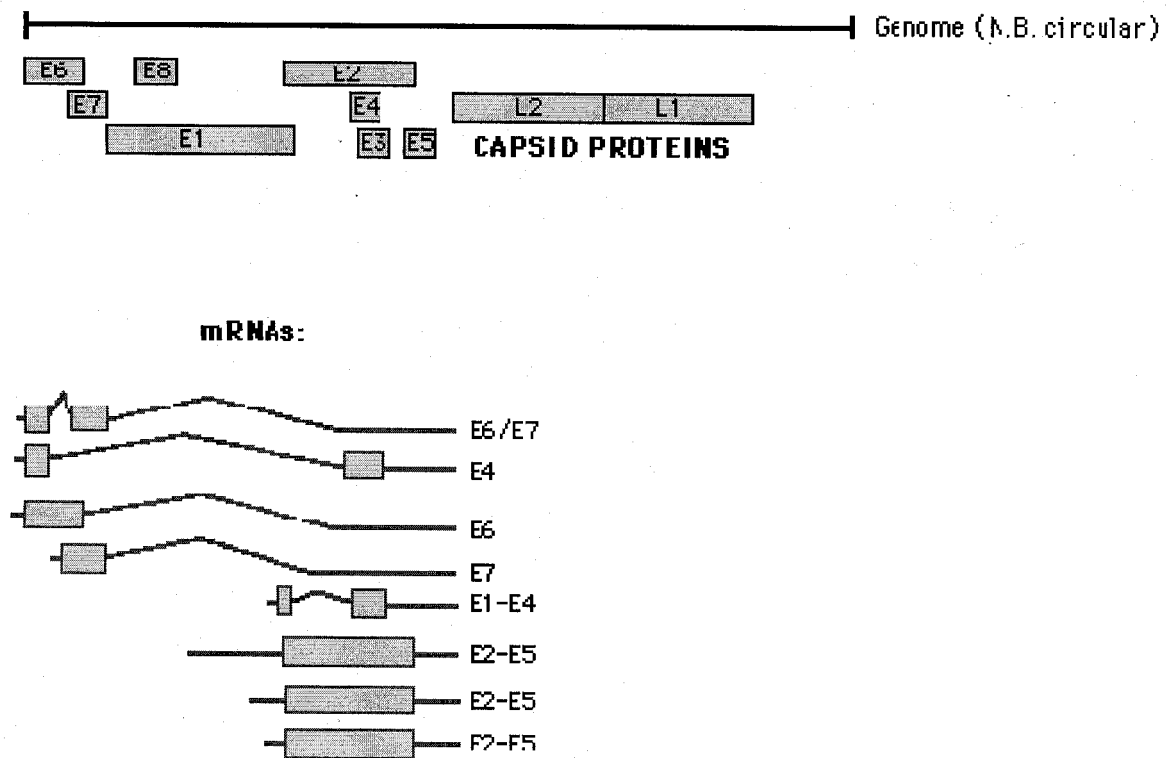 Genome (N.B. circular)
E6 E8 E2
E7 E4 L2 L1
E1 E3 E5 CAPSID PROTEINS
mRNAs:
E6/E7
E4
E6
E7
E1-E4
E2-E5
E2-E5
E2-E5